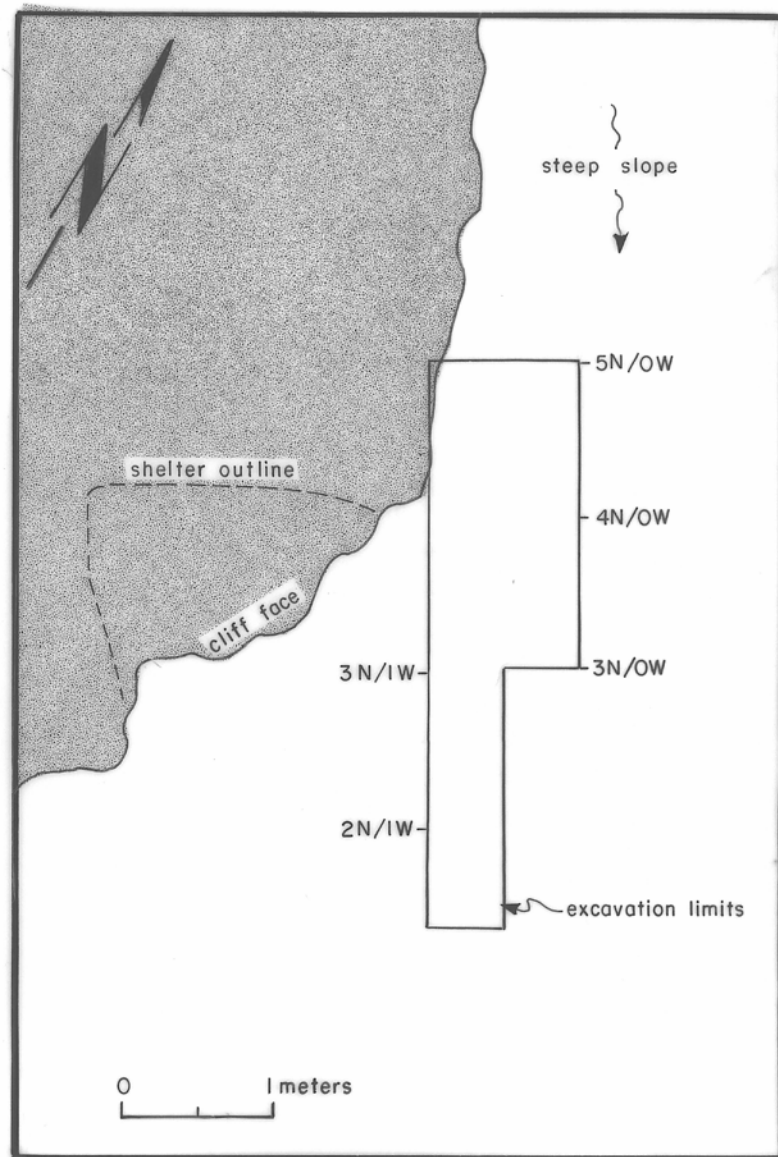 steep slope
5N/0W
shelter outline
4N/0W
cliff face
3N/1W
3N/0W
2N/1W
excavation limits
0 1 meters